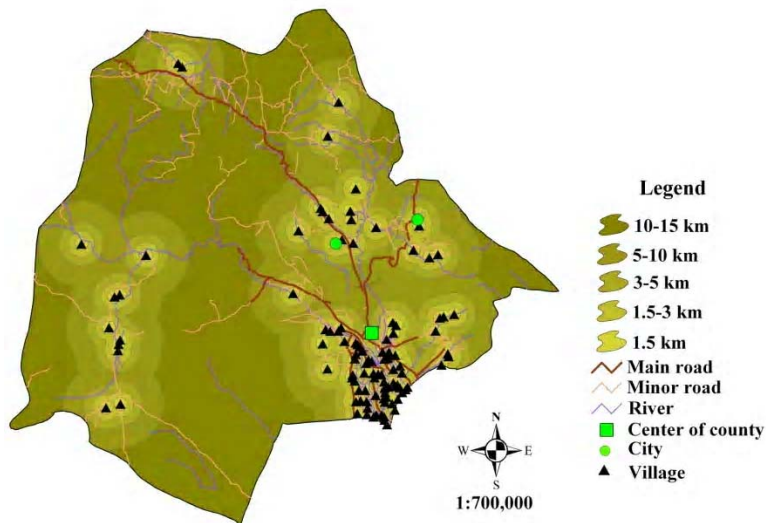 Legend
10-15 km
5-10 km
3-5 km
1.5-3 km
1.5 km
Main road
Minor road
River
Center of county
City
Village
N
W E
S
1:700,000